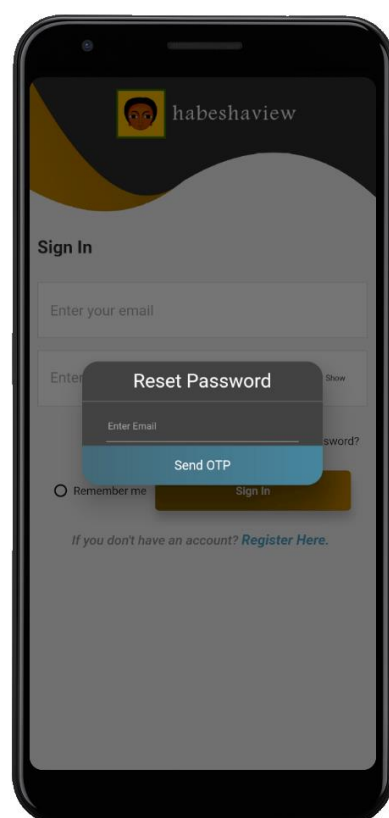 habeshaview
Sign In
Enter your email
Enter
Show
Reset Password
Enter Email
sword?
Send OTP
Remember me
Sign In
If you don't have an account? Register Here.